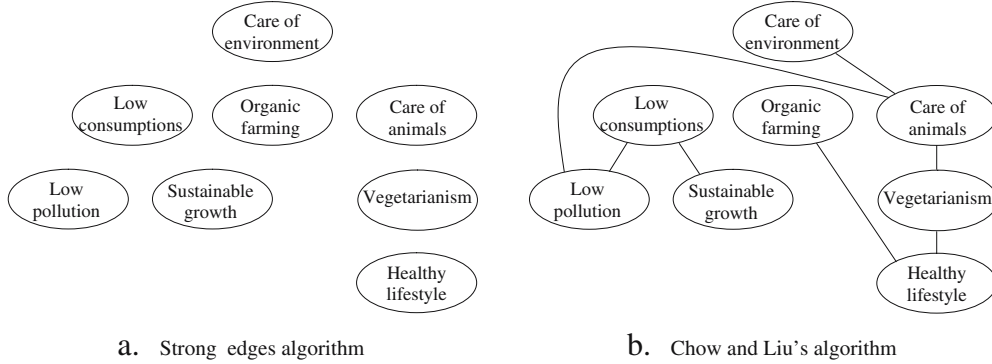 Care of
environment
Low
consumptions
Organic
farming
Care of
animals
Low
pollution
Sustainable
growth
Vegetarianism
Healthy
lifestyle
a. Strong edges algorithm
Care of
environment
Low
consumptions
Organic
farming
Care of
animals
Low
pollution
Sustainable
growth
Vegetarianism
Healthy
lifestyle
b. Chow and Liu's algorithm